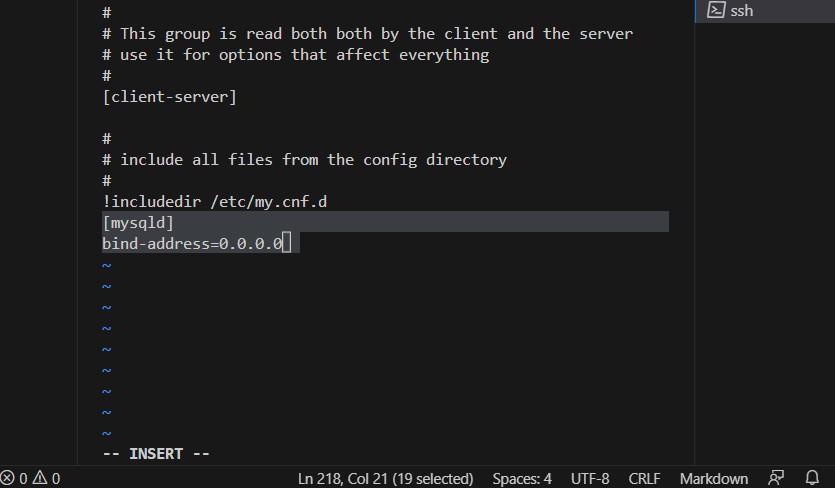 #
ssh
# This group is read both both by the client and the server
# use it for options that affect everything
#
[client-server]
#
# include all files from the config directory
#
!includedir /etc/my.cnf.d
[mysqld]
bind-address=0.0.0.0
~
~
~
~
~
~
~
~
~
-- INSERT --
0 0 Ln 218, Col 21 (19 selected) Spaces: 4 UTF-8 CRLF Markdown